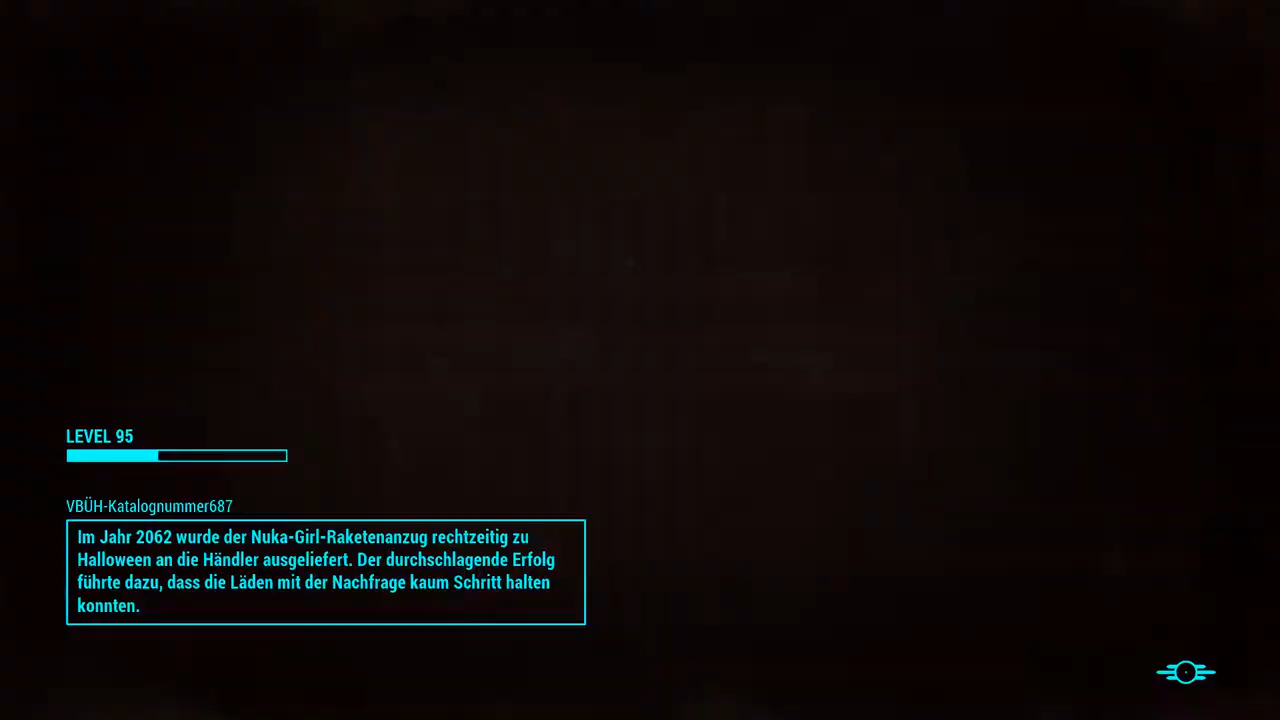 LEVEL 95
VBÜH-Katalognummer687
Im Jahr 2062 wurde der Nuka-Girl-Raketenanzug rechtzeitig zu
Halloween an die Händler ausgeliefert. Der durchschlagende Erfolg
führte dazu, dass die Läden mit der Nachfrage kaum Schritt halten
konnten.